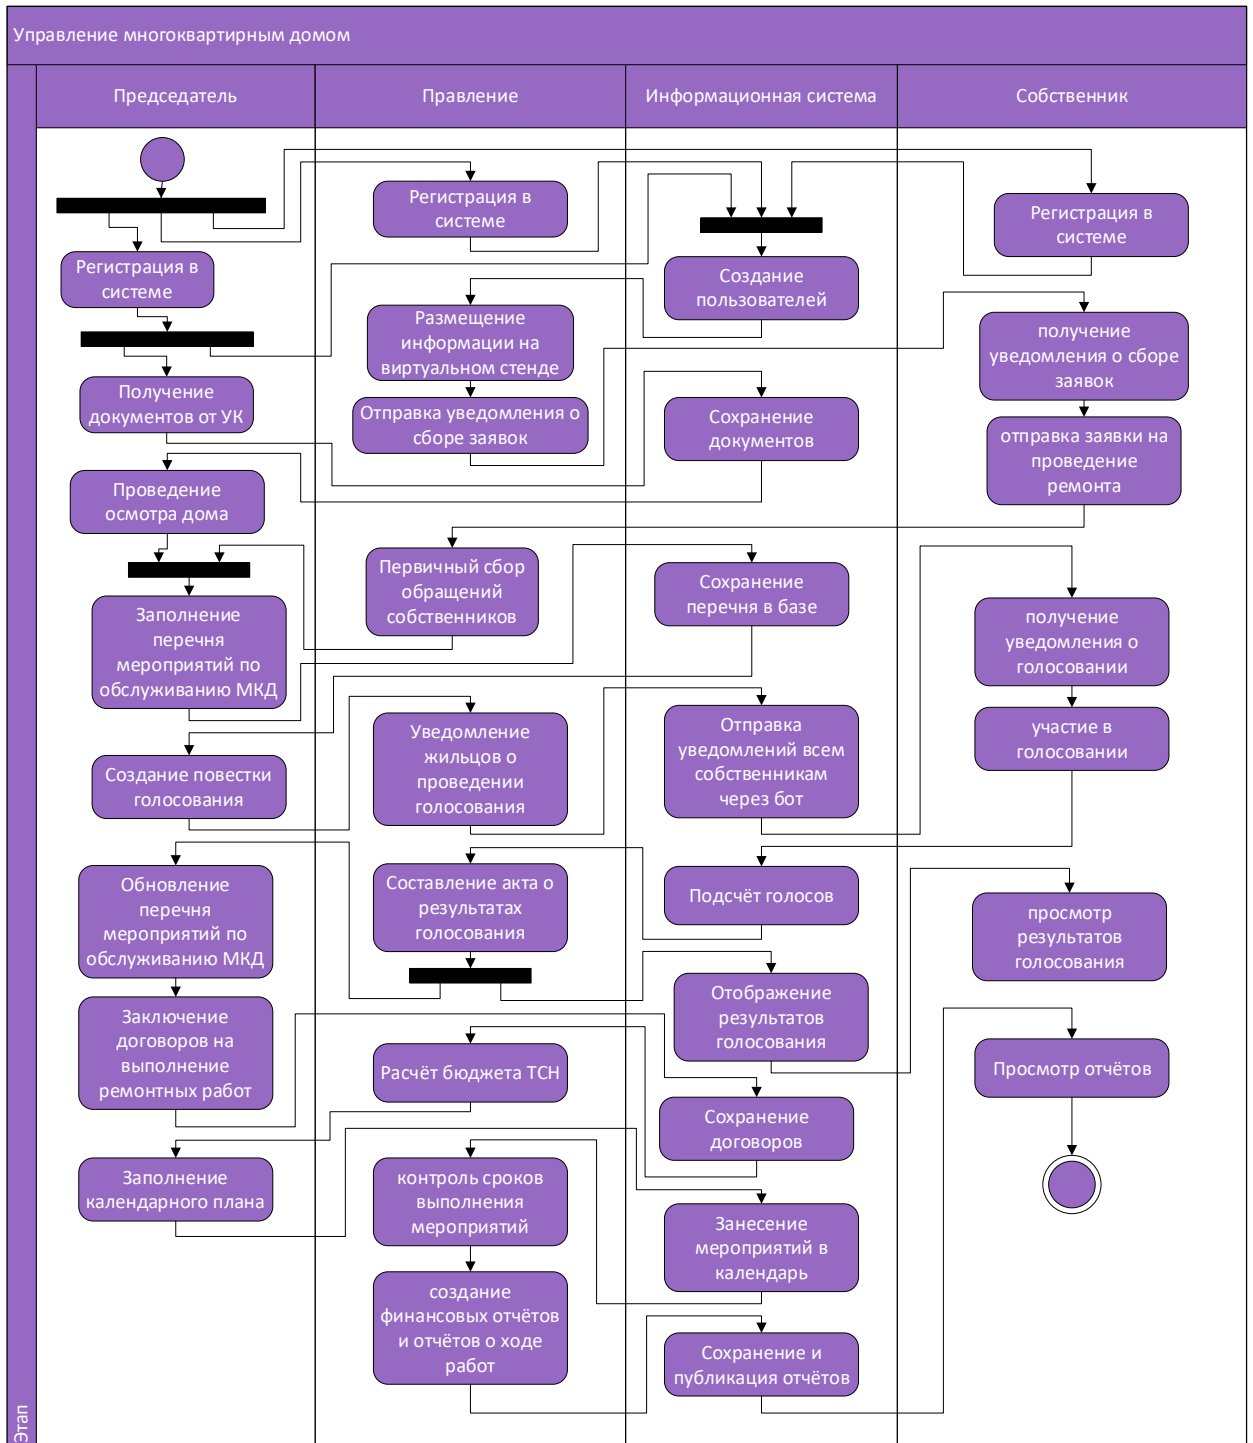 Управление многоквартирным домом
Председатель
Правление
Информационная система
Собственник
Этап
Регистрация в
системе
Регистрация в
системе
Регистрация в
системе
Создание
пользователей
Размещение
информации на
виртуальном стенде
получение
уведомления о сборе
заявок
Получение
документов от УК
Отправка уведомления о
сборе заявок
Сохранение
документов
отправка заявки на
проведение
ремонта
Проведение
осмотра дома
Первичный сбор
обращений
собственников
Сохранение
перечня в базе
Заполнение
перечня
мероприятий по
обслуживанию МКД
получение
уведомления о
голосовании
Уведомление
жильцов о
проведении
голосования
Отправка
уведомлений всем
собственникам
через бот
участие в
голосовании
Создание повестки
голосования
Обновление
перечня
мероприятий по
обслуживанию МКД
Составление акта о
результатах
голосования
Подсчёт голосов
просмотр
результатов
голосования
Отображение
результатов
голосования
Заключение
договоров на
выполнение
ремонтных работ
Расчёт бюджета ТСН
Просмотр отчётов
Сохранение
договоров
Заполнение
календарного плана
контроль сроков
выполнения
мероприятий
Занесение
мероприятий в
календарь
создание
финансовых отчётов
и отчётов о ходе
работ
Сохранение и
публикация отчётов